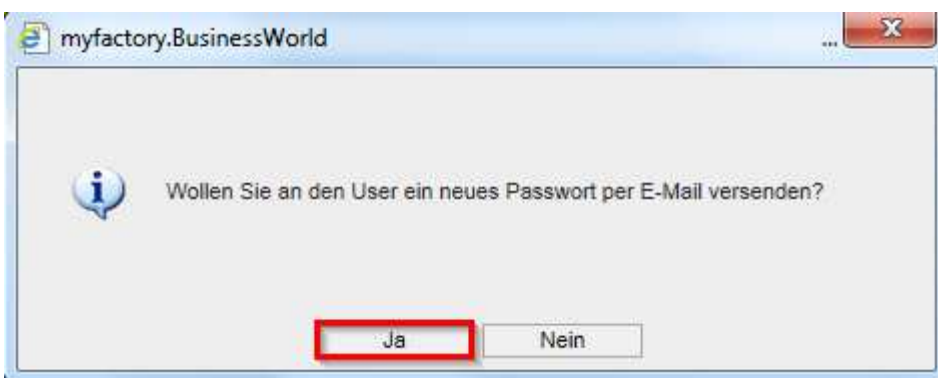 myfactory.BusinessWorld ...
Wollen Sie an den User ein neues Passwort per E-Mail versenden?
Ja Nein